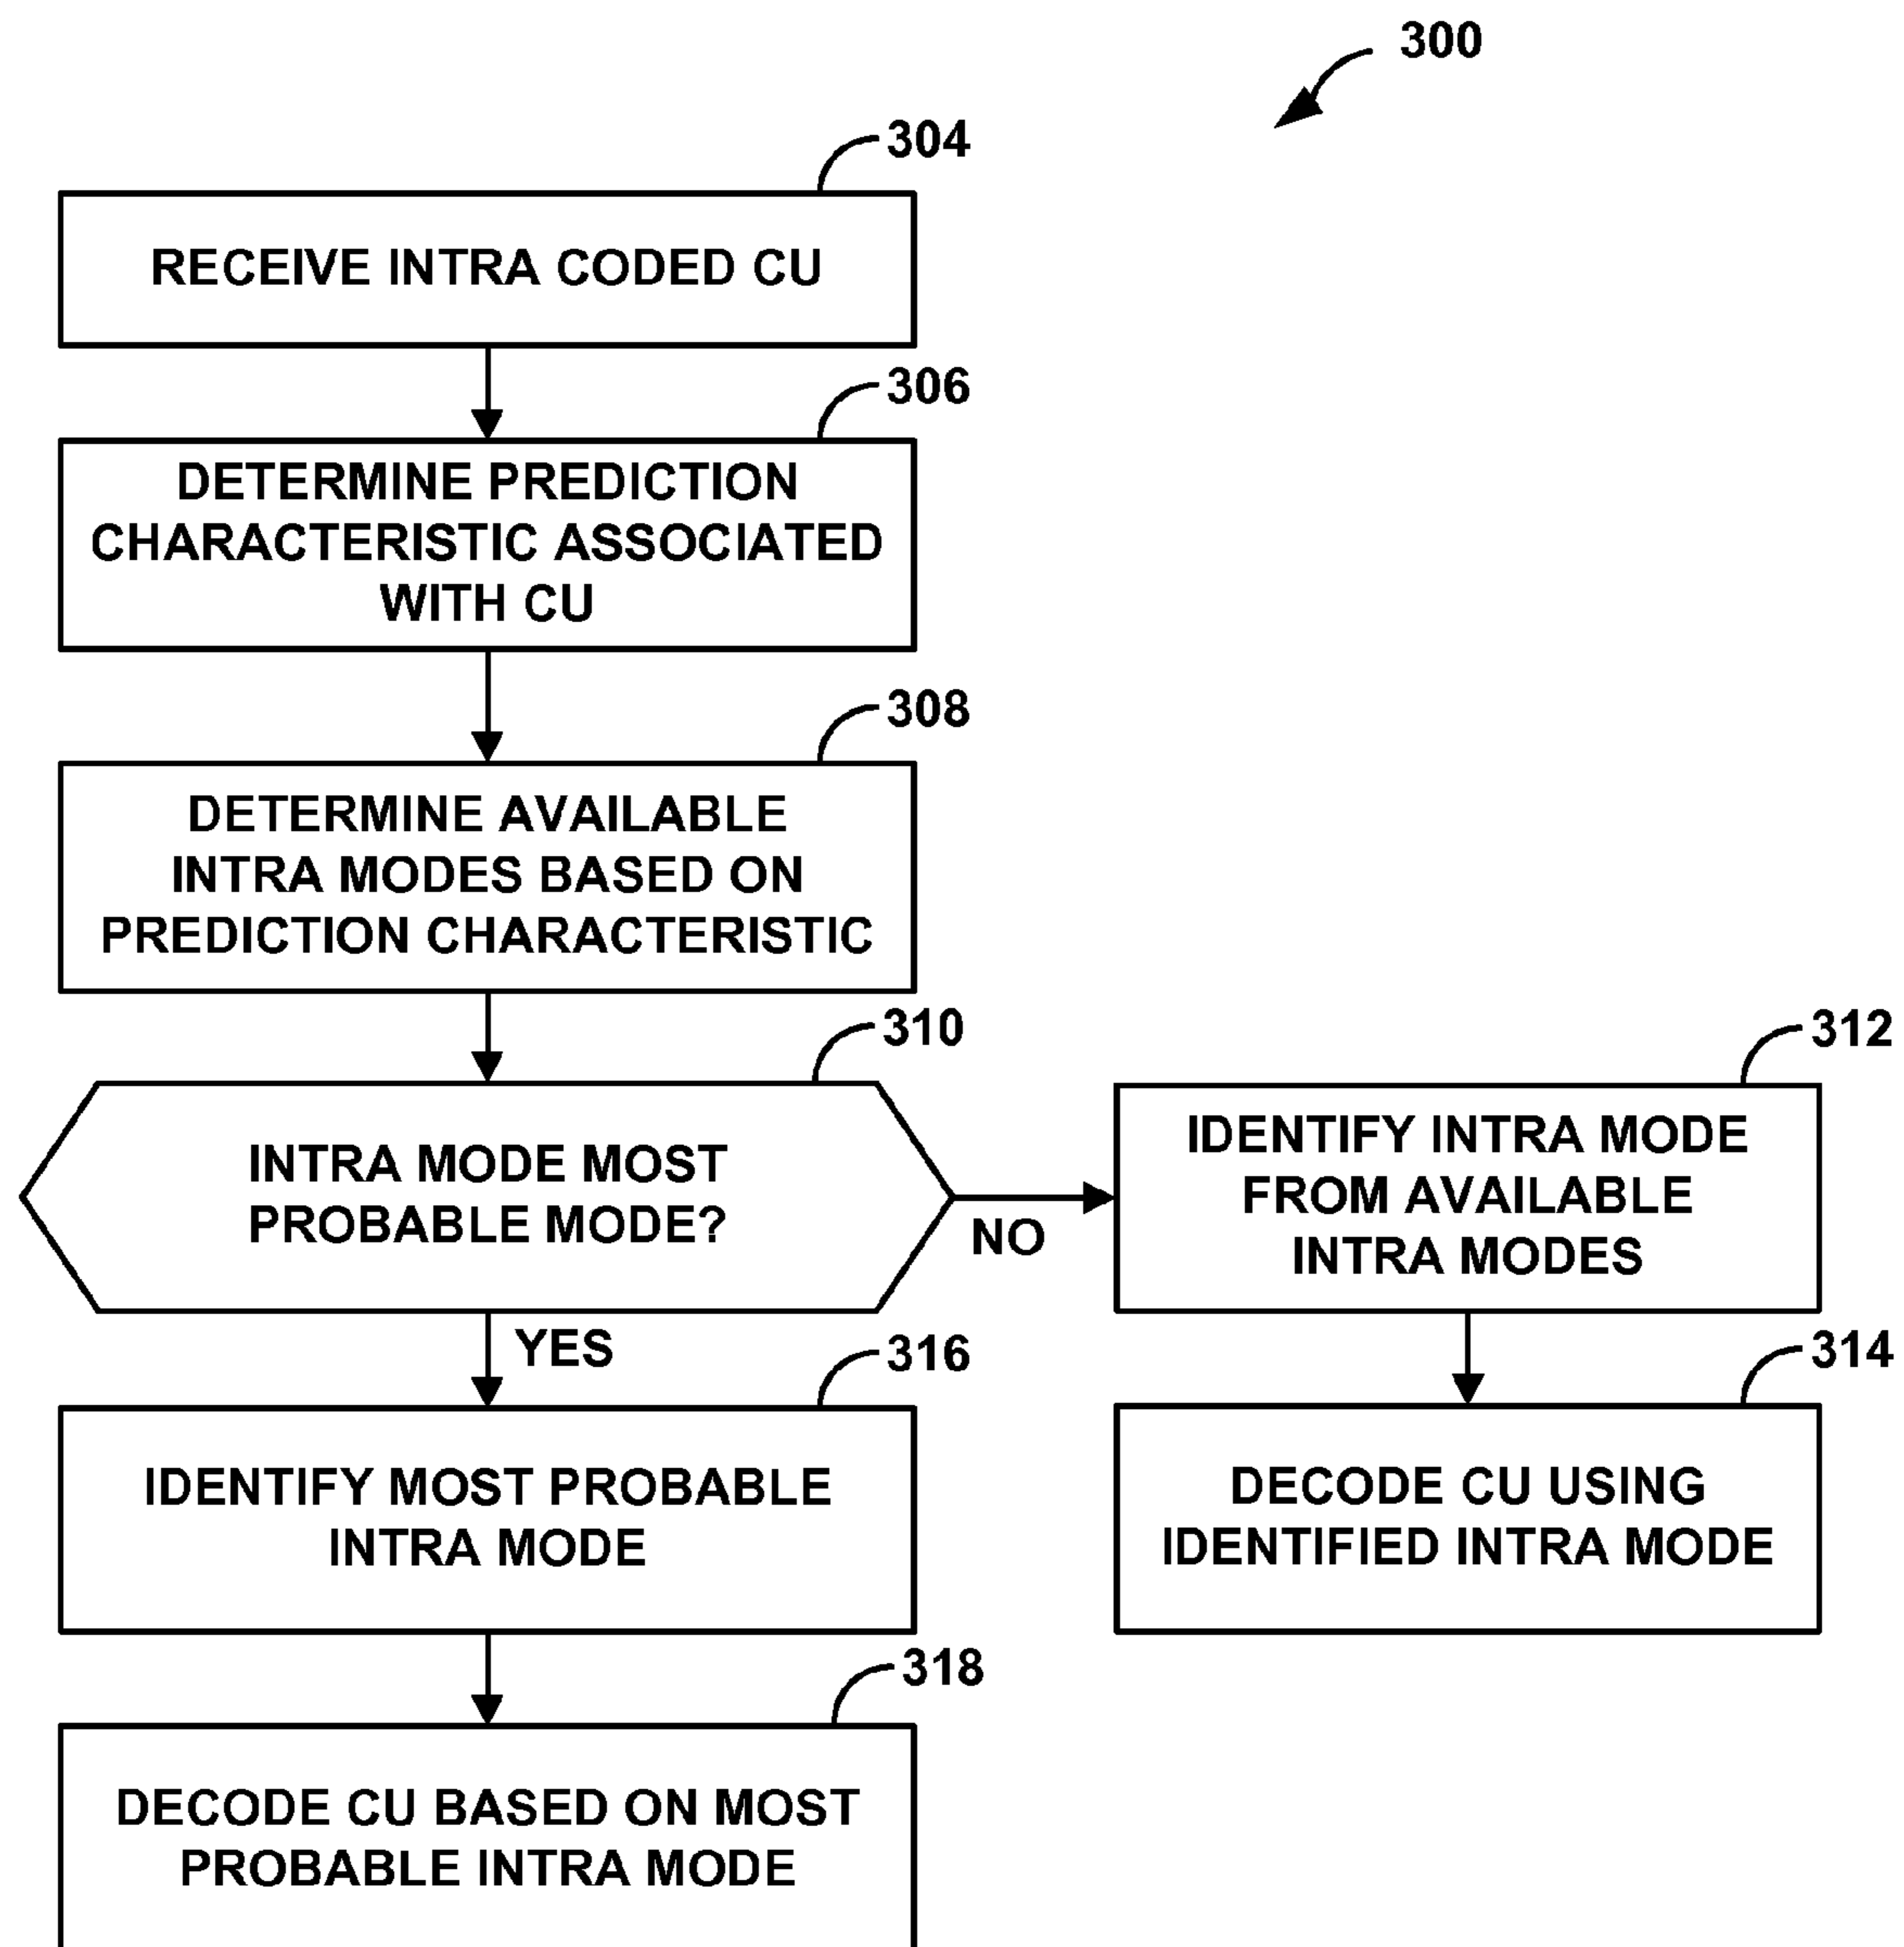 300
304
RECEIVE INTRA CODED CU
306
DETERMINE PREDICTION
CHARACTERISTIC ASSOCIATED
WITH CU
308
DETERMINE AVAILABLE
INTRA MODES BASED ON
PREDICTION CHARACTERISTIC
310
INTRA MODE MOST
PROBABLE MODE?
NO
312
IDENTIFY INTRA MODE
FROM AVAILABLE
INTRA MODES
314
DECODE CU USING
IDENTIFIED INTRA MODE
YES
316
IDENTIFY MOST PROBABLE
INTRA MODE
318
DECODE CU BASED ON MOST
PROBABLE INTRA MODE